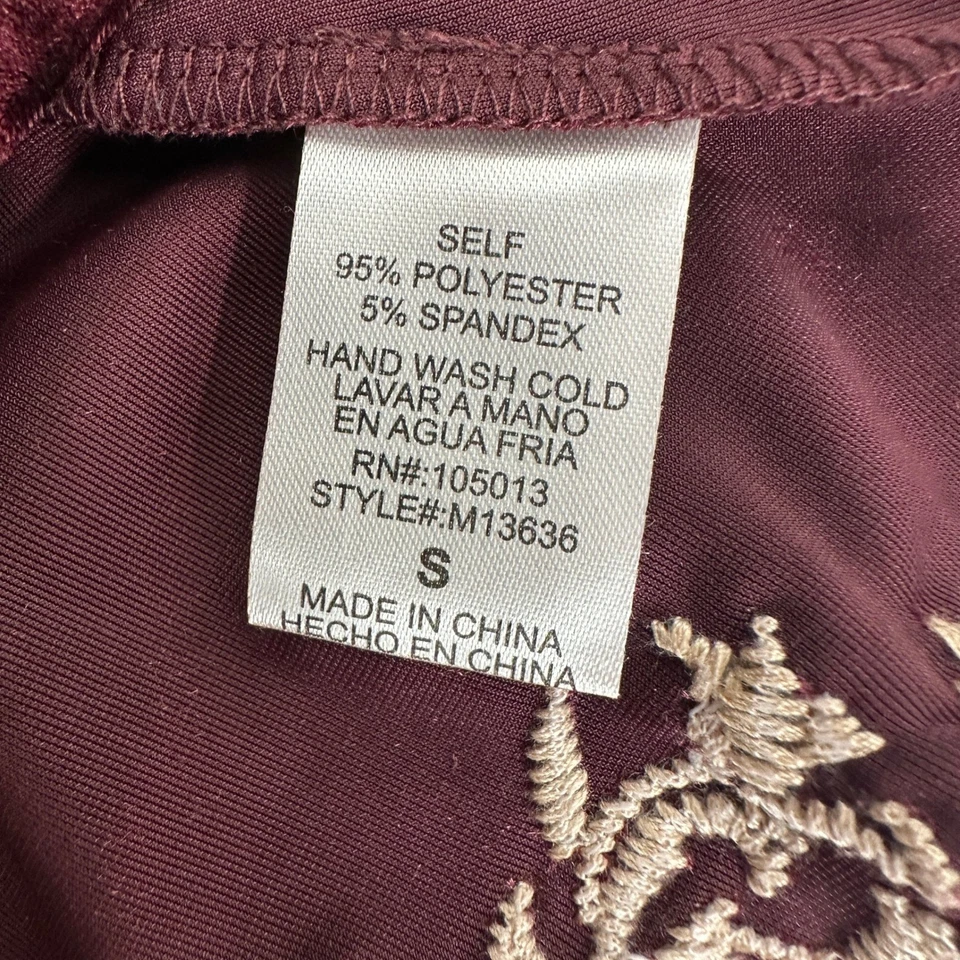 SELF
95% POLYESTER
5% SPANDEX
HAND WASH COLD
LAVAR A MANO
EN AGUA FRIA
RN#:105013
STYLE#:M13636
S
MADE IN CHINA
HECHO EN CHINA